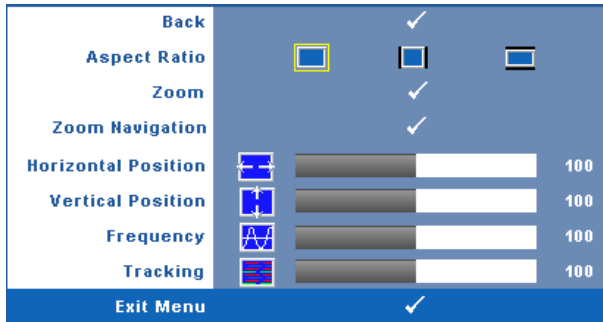 Back
Aspect Ratio
Zoom
Zoom Navigation
Horizontal Position 100
Vertical Position 100
Frequency 100
Tracking 100
Exit Menu